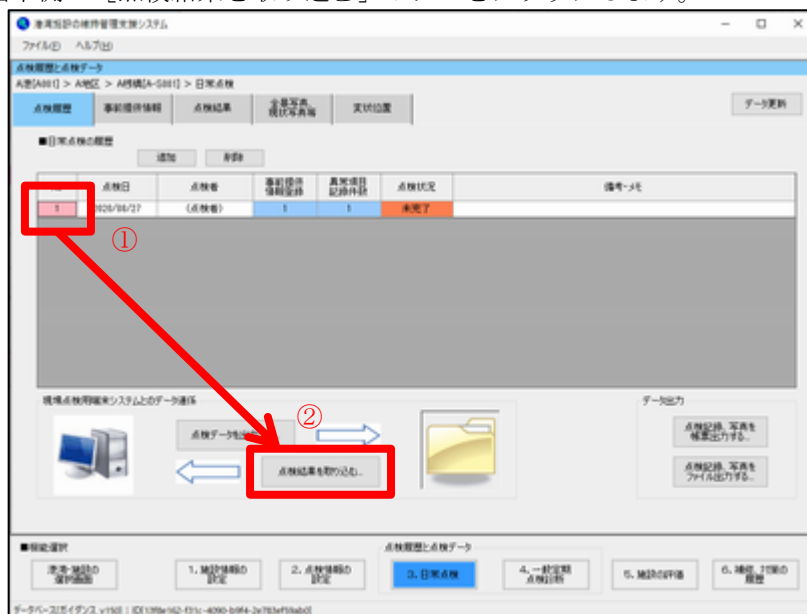 港湾施設の維持管理支援システム
ファイル(F) ヘルプ(H)
点検履歴と点検データ
A港[A001] > A地区 > A桟橋[A-S001] > 日常点検
点検履歴 事前提供情報 点検結果 全景写真、現状写真等 変状位置 データ更新
■日常点検の履歴
追加 削除
点検日 点検者 事前提供情報登録 異常項目記録件数 点検状況 備考・メモ
1 2020/08/27 (点検者) 1 1 未完了
①
現場点検用端末システムとのデータ連係 データ出力
②
点検データを出
点検記録、写真を帳票出力する..
点検結果を取り込む..
点検記録、写真をファイル出力する..
■機能選択 点検履歴と点検データ
港湾・施設の選択画面 1. 施設情報の設定 2. 点検情報の設定 3. 日常点検 4. 一般定期点検診断 5. 施設の評価 6. 補修、対策の履歴